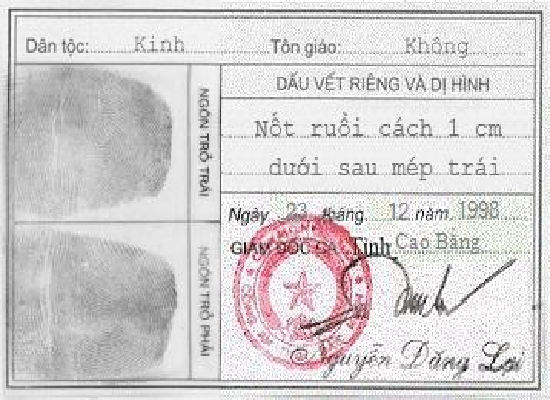 Dân tộc: Kinh Tôn giáo: Không
NGÓN TRỎ TRÁI
DẤU VẾT RIÊNG VÀ DỊ HÌNH
Nốt ruồi cách 1 cm
dưới sau mép trái
Ngày 23 tháng 12 năm 1998
GIÁM ĐỐC CA Tỉnh Cao Bằng
NGÓN TRỎ PHẢI
Nguyễn Đăng Lợi